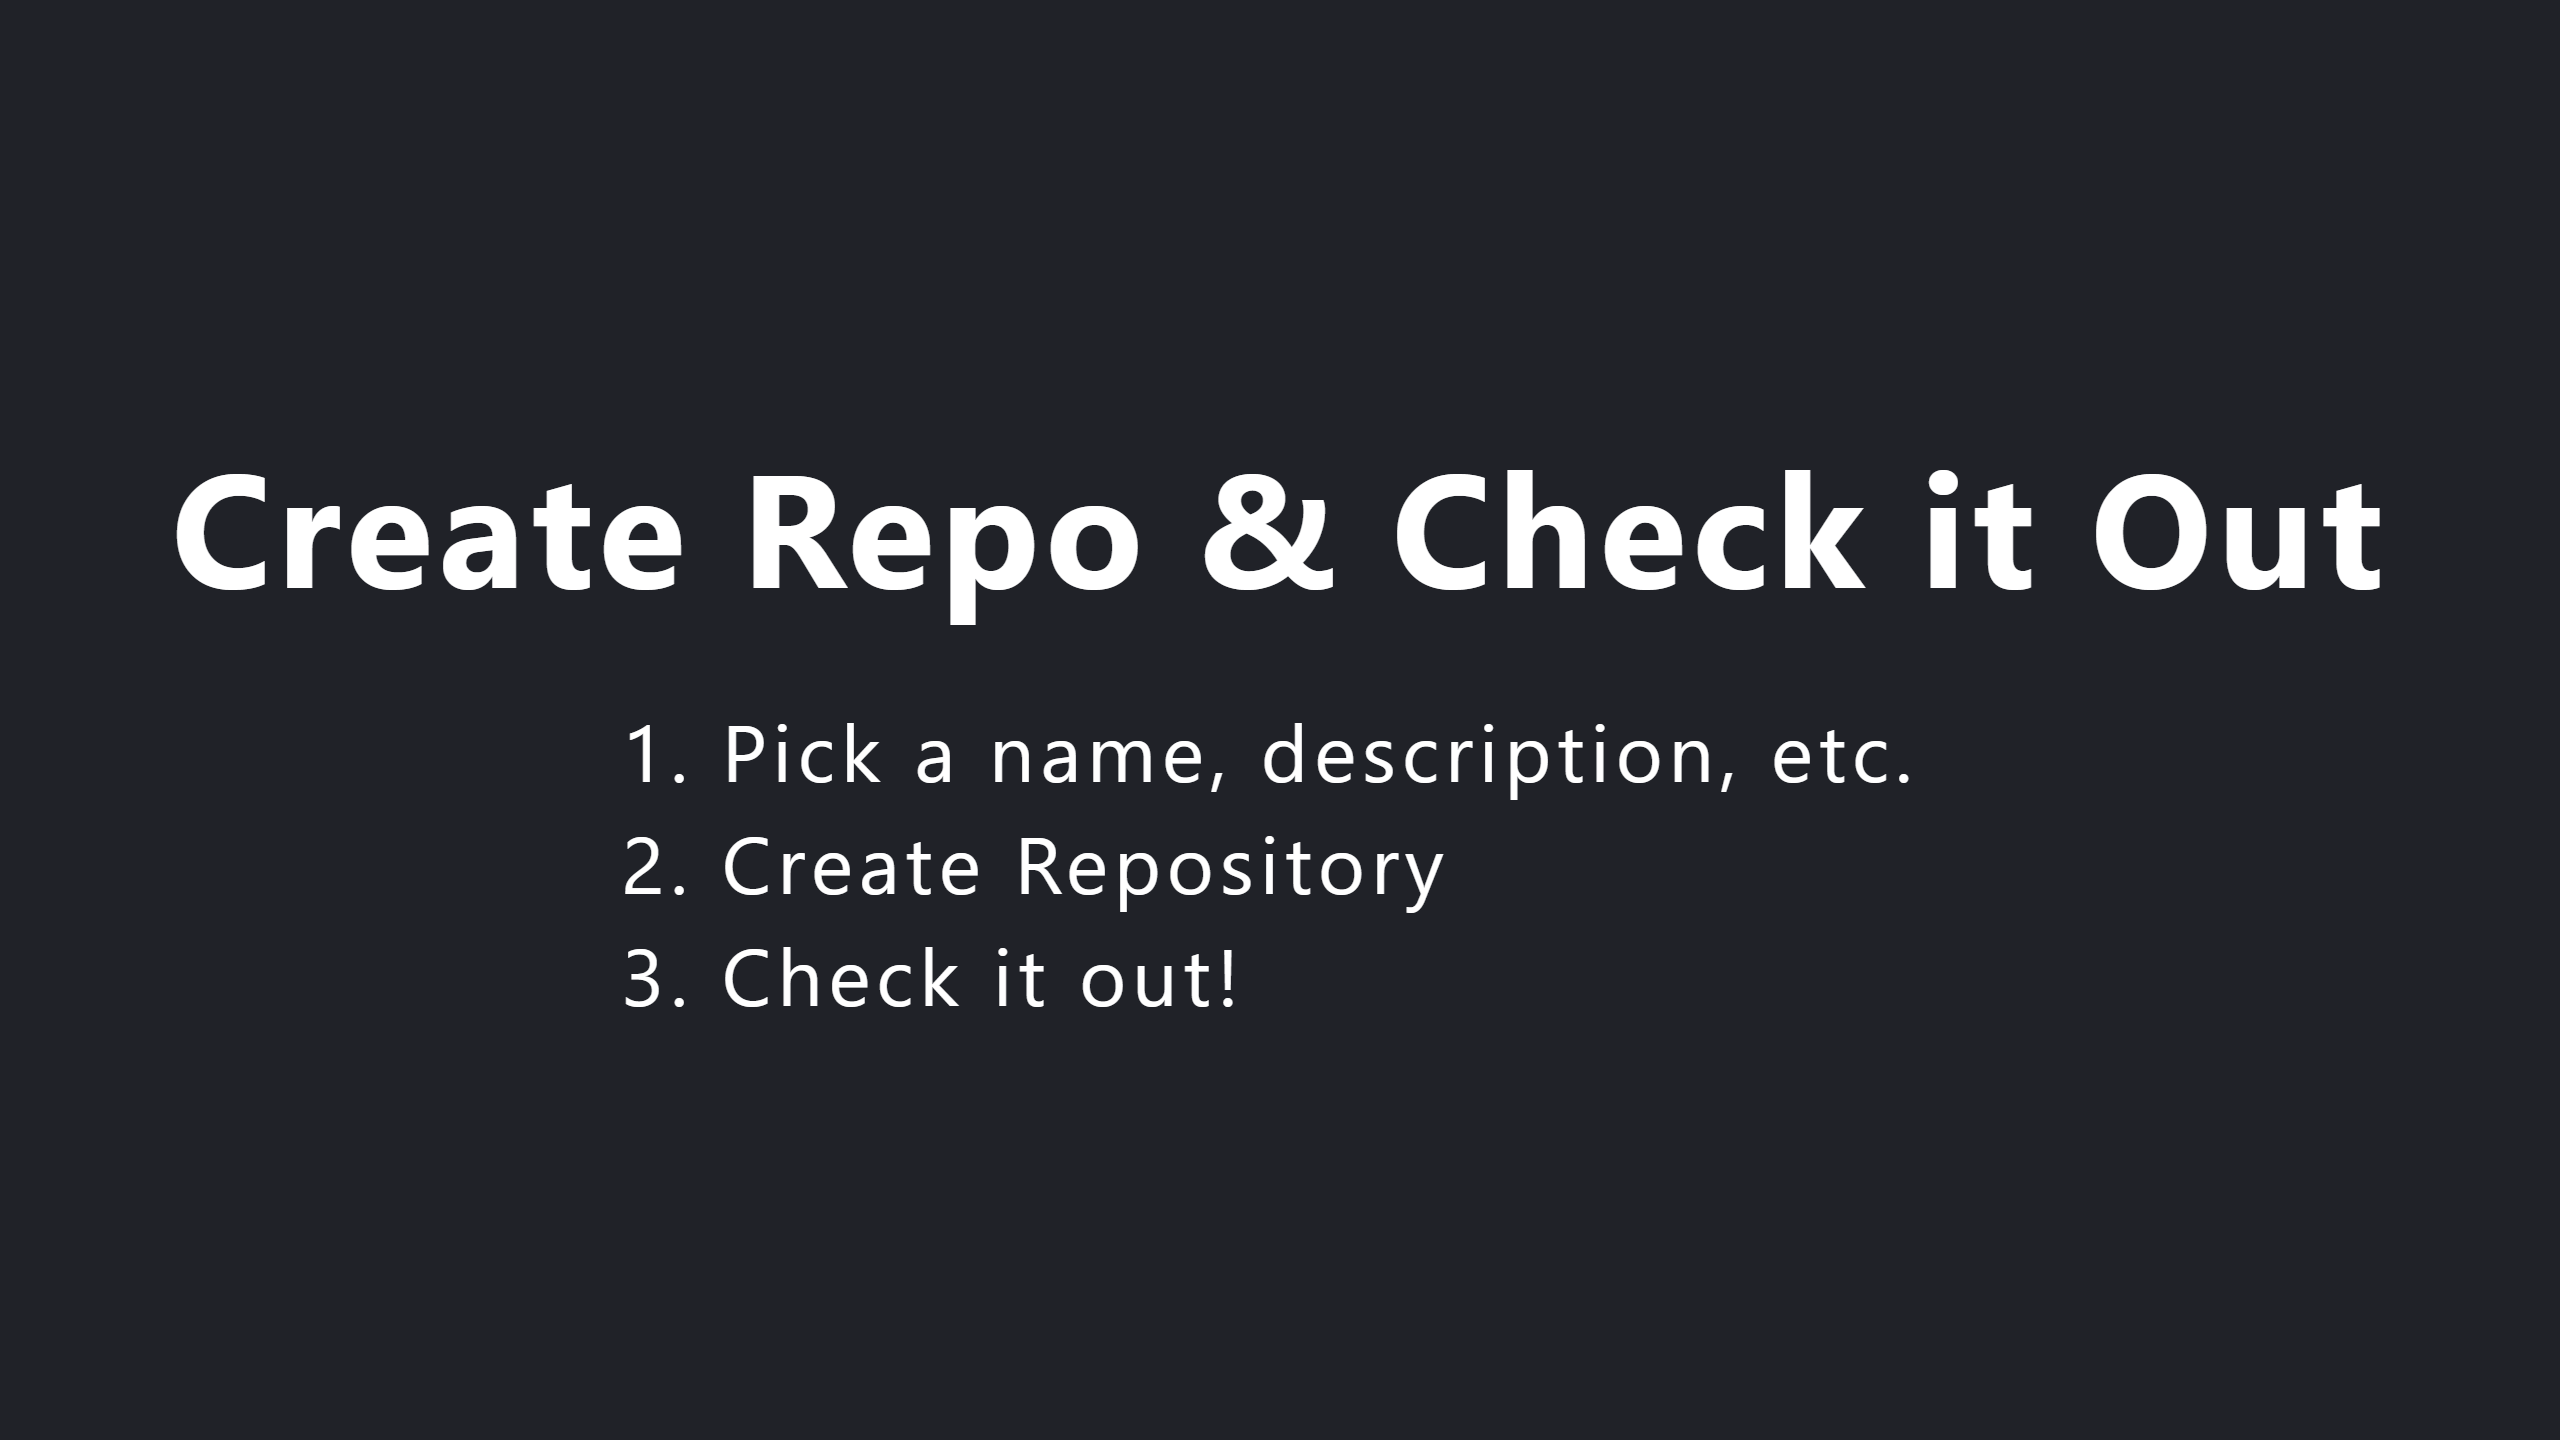 Create Repo & Check it Out
1. Pick a name, description, etc.
2. Create Repository
3. Check it out!